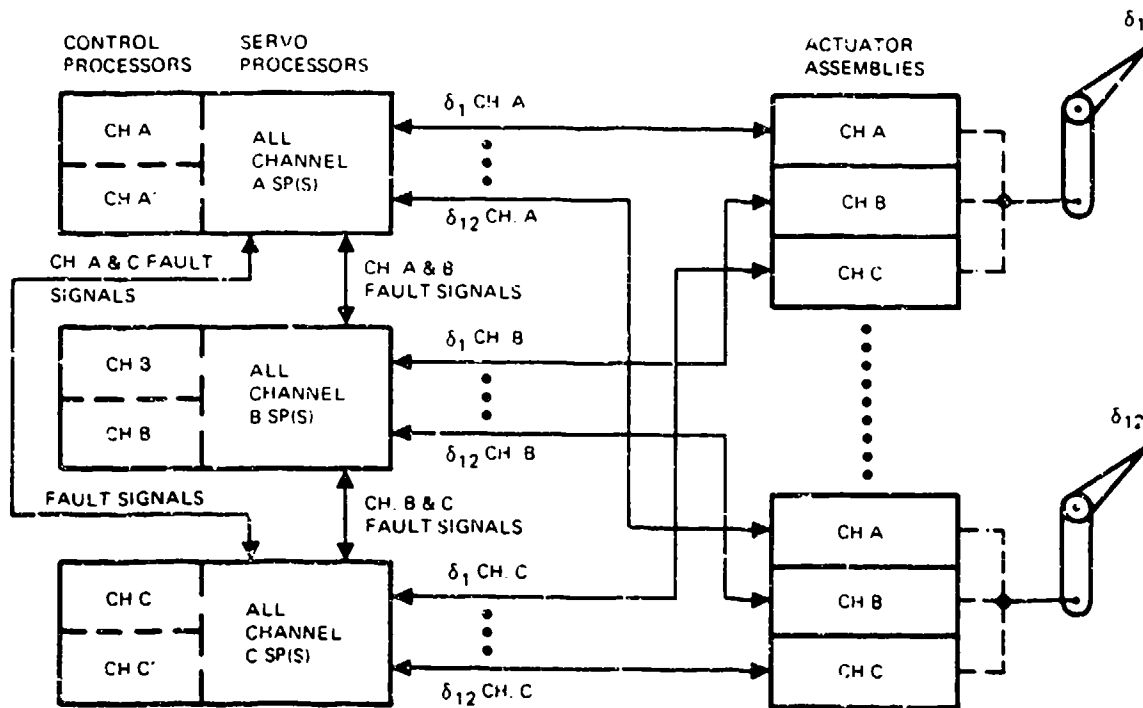 CONTROL
PROCESSORS
SERVO
PROCESSORS
ACTUATOR
ASSEMBLIES
δ1
CH A
CH A'
ALL
CHANNEL
A SP(S)
δ1 CH A
δ12 CH. A
CH A
CH B
CH C
CH A & C FAULT
SIGNALS
CH A & B
FAULT SIGNALS
CH B
CH B
ALL
CHANNEL
B SP(S)
δ1 CH B
δ12 CH B
δ12
FAULT SIGNALS
CH. B & C
FAULT SIGNALS
CH C
CH C'
ALL
CHANNEL
C SP(S)
δ1 CH. C
δ12 CH. C
CH A
CH B
CH C